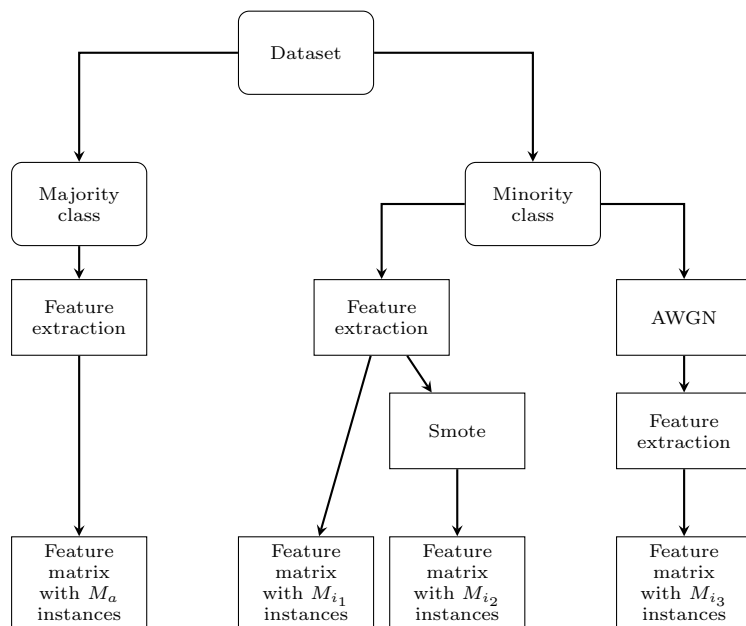 Dataset
Majority
class
Minority
class
Feature
extraction
Feature
extraction
AWGN
Smote
Feature
extraction
Feature
matrix
with $M_a$
instances
Feature
matrix
with $M_{i_1}$
instances
Feature
matrix
with $M_{i_2}$
instances
Feature
matrix
with $M_{i_3}$
instances